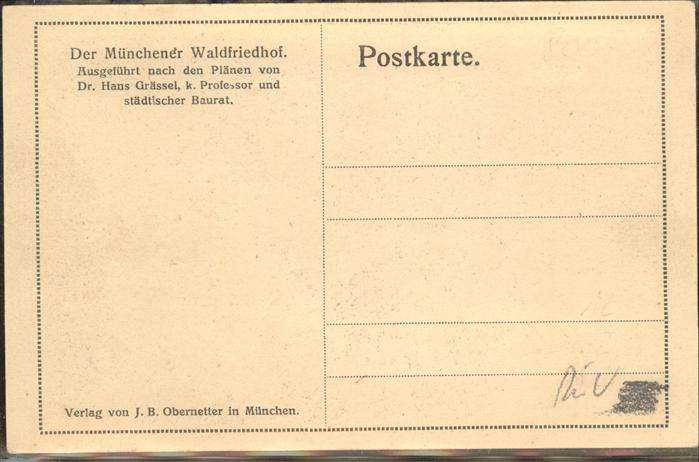 Der Münchener Waldfriedhof.
Ausgeführt nach den Plänen von
Dr. Hans Grässel, k. Professor und
städtischer Baurat.
Postkarte.
Verlag von J. B. Obernetter in München.